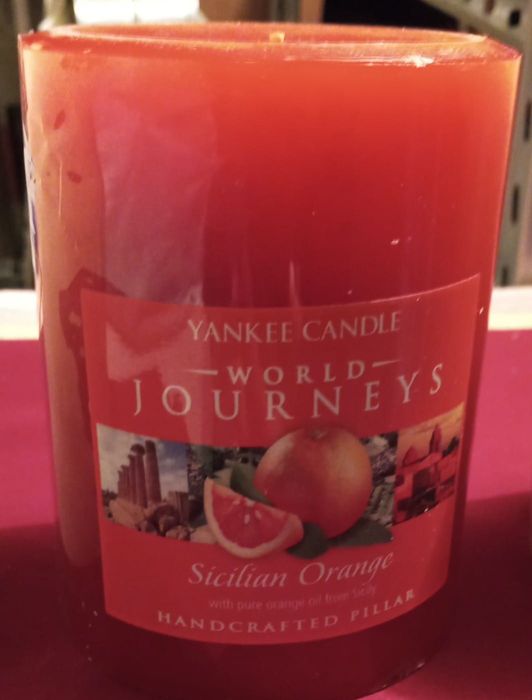 YANKEE CANDLE
WORLD
JOURNEYS
Sicilian Orange
with pure orange oil from Sicily
HANDCRAFTED PILLAR